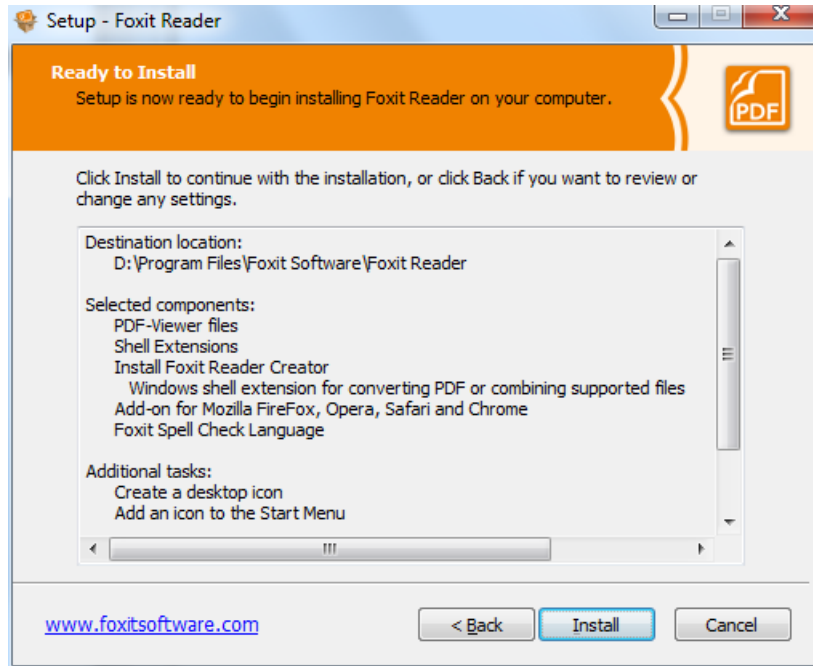 Setup - Foxit Reader
Ready to Install
Setup is now ready to begin installing Foxit Reader on your computer.
PDF
Click Install to continue with the installation, or click Back if you want to review or
change any settings.
Destination location:
D:\Program Files\Foxit Software\Foxit Reader
Selected components:
PDF-Viewer files
Shell Extensions
Install Foxit Reader Creator
Windows shell extension for converting PDF or combining supported files
Add-on for Mozilla FireFox, Opera, Safari and Chrome
Foxit Spell Check Language
Additional tasks:
Create a desktop icon
Add an icon to the Start Menu
www.foxitsoftware.com
< Back
Install
Cancel